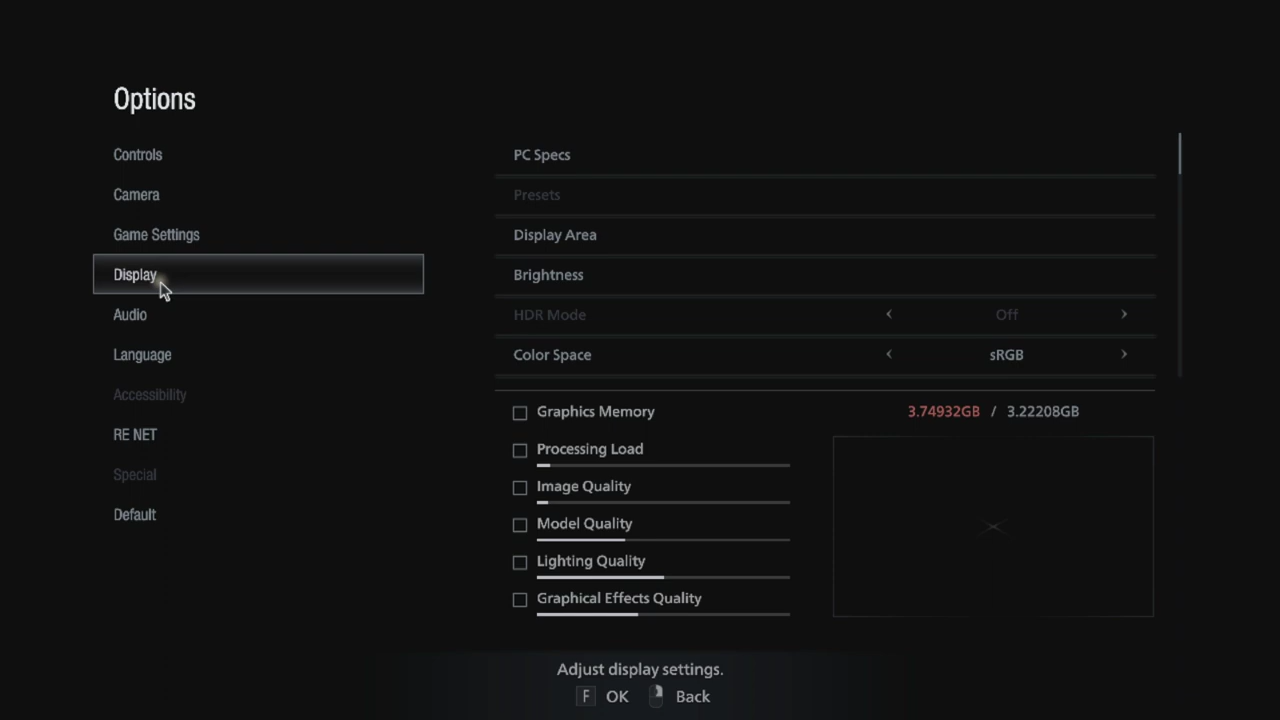 Options
Controls
Camera
Game Settings
Display
Audio
Language
Accessibility
RE NET
Special
Default
PC Specs
Presets
Display Area
Brightness
HDR Mode Off
Color Space sRGB
Graphics Memory 3.74932GB / 3.22208GB
Processing Load
Image Quality
Model Quality
Lighting Quality
Graphical Effects Quality
Adjust display settings.
F OK Back